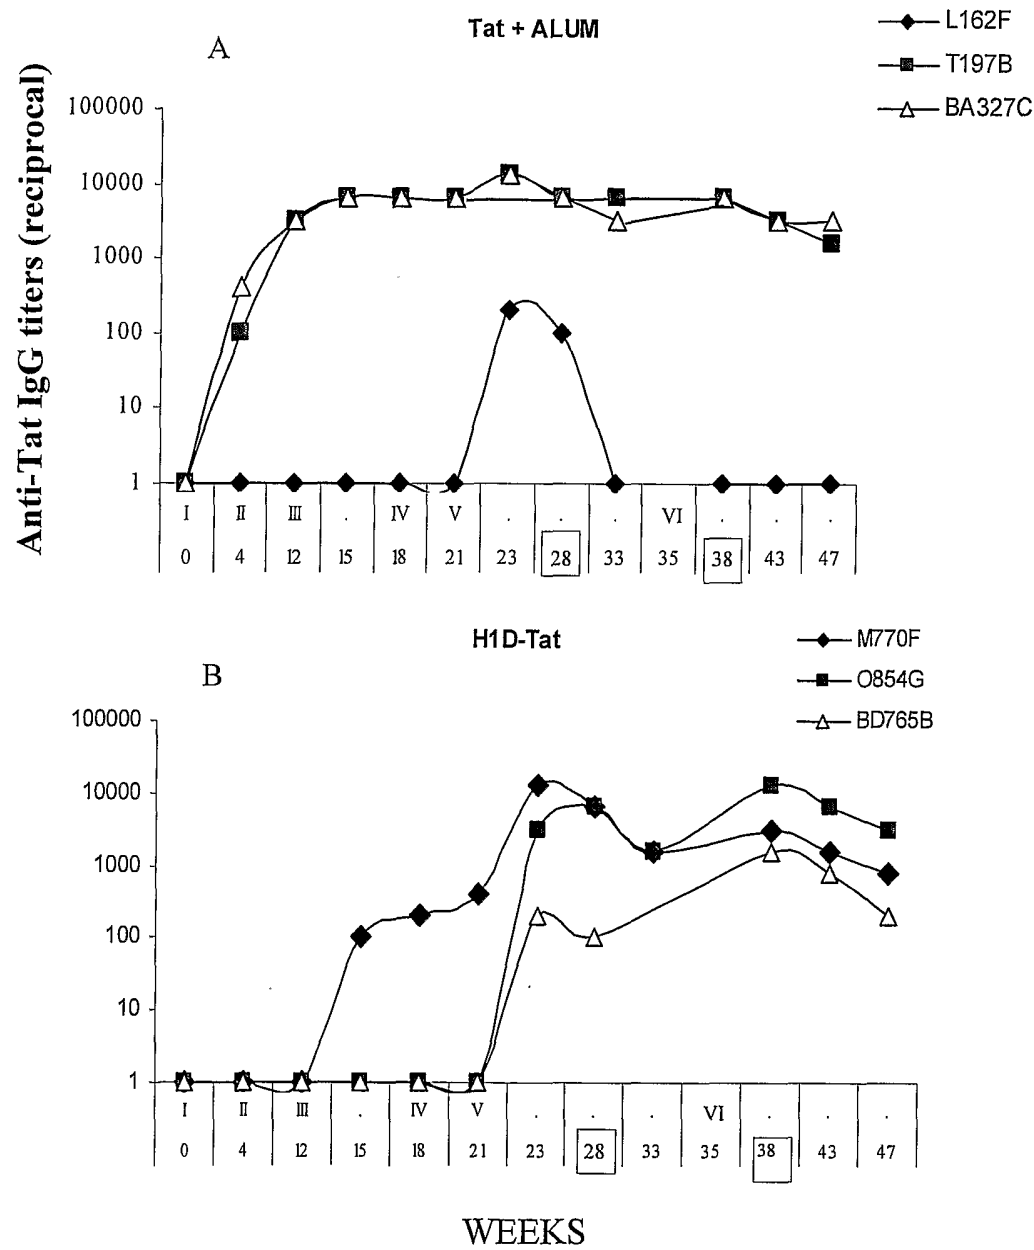 Tat + ALUM
A
L162F
T197B
BA327C
Anti-Tat IgG titers (reciprocal)
100000
10000
1000
100
10
1
I II III . IV V . . . VI . . .
0 4 12 15 18 21 23 28 33 35 38 43 47
H1D-Tat
B
M770F
O854G
BD765B
100000
10000
1000
100
10
1
I II III . IV V . . . VI . . .
0 4 12 15 18 21 23 28 33 35 38 43 47
WEEKS